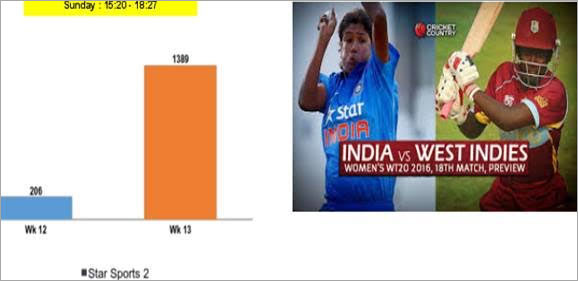 Sunday : 15:20 - 18:27
1389
206
Wk 12
Wk 13
■Star Sports 2
CRICKET
COUNTRY
star
INDIA
INDIA vs WEST INDIES
WOMEN'S WT20 2016, 18TH MATCH, PREVIEW